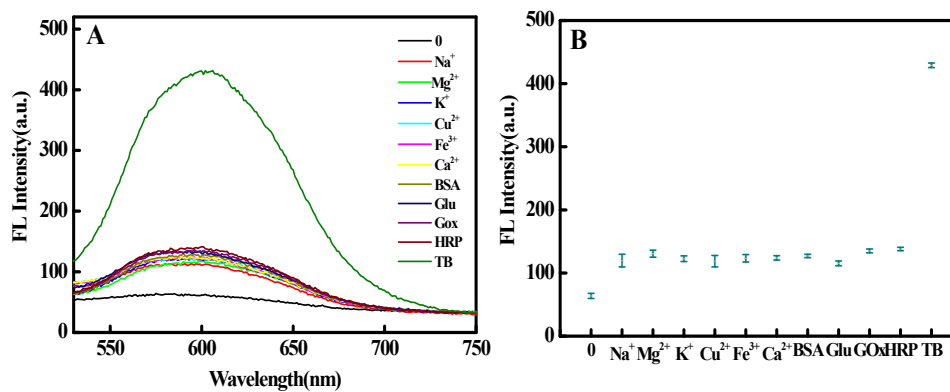 A
500
400
300
200
100
0
FL Intensity(a.u.)
550 600 650 700 750
Wavelength(nm)
0
Na⁺
Mg²⁺
K⁺
Cu²⁺
Fe³⁺
Ca²⁺
BSA
Glu
Gox
HRP
TB
B
500
400
300
200
100
0
FL Intensity(a.u.)
0 Na⁺ Mg²⁺ K⁺ Cu²⁺ Fe³⁺ Ca²⁺ BSA Glu GOx HRP TB